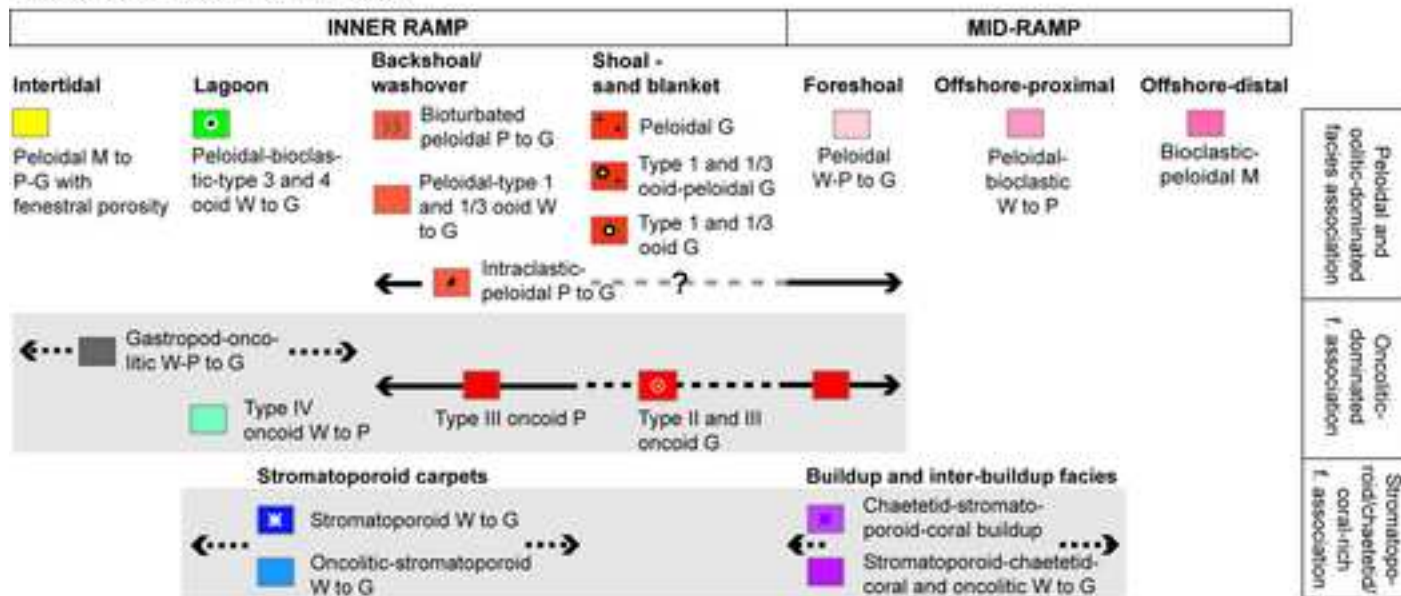 INNER RAMP
MID-RAMP
Intertidal
Lagoon
Backshoal/
washover
Shoal -
sand blanket
Foreshoal
Offshore-proximal
Offshore-distal
Peloidal M to
P-G with
fenestral porosity
Peloidal-bioclas-
tic-type 3 and 4
ooid W to G
Bioturbated
peloidal P to G
Peloidal-type 1
and 1/3 ooid W
to G
Peloidal G
Type 1 and 1/3
ooid-peloidal G
Type 1 and 1/3
ooid G
Peloidal
W-P to G
Peloidal-
bioclastic
W to P
Bioclastic-
peloidal M
Intraclastic-
peloidal P to G
?
Peloidal and
oolitic-dominated
facies association
Gastropod-onco-
litic W-P to G
Type IV
oncoid W to P
Type III oncoid P
Type II and III
oncoid G
Oncolitic-
dominated
f. association
Stromatoporoid carpets
Stromatoporoid W to G
Oncolitic-stromatoporoid
W to G
Buildup and inter-buildup facies
Chaetetid-stromato-
poroid-coral buildup
Stromatoporoid-chaetetid-
coral and oncolitic W to G
Stromatopo-
roid/chaetetid/
coral-rich
f. association